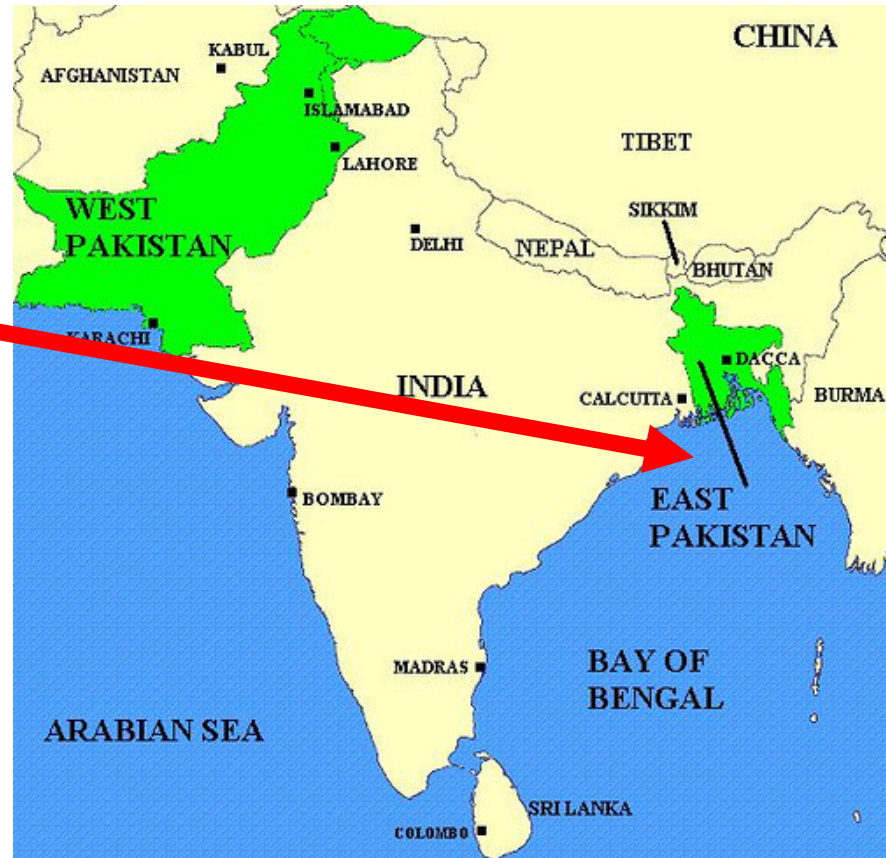 CHINA
KABUL
AFGHANISTAN
ISLAMABAD
TIBET
LAHORE
WEST
PAKISTAN
SIKKIM
DELHI
NEPAL
BHUTAN
KARACHI
DACCA
INDIA
CALCUTTA
BURMA
BOMBAY
EAST
PAKISTAN
MADRAS
BAY OF
BENGAL
ARABIAN SEA
SRI LANKA
COLOMBO